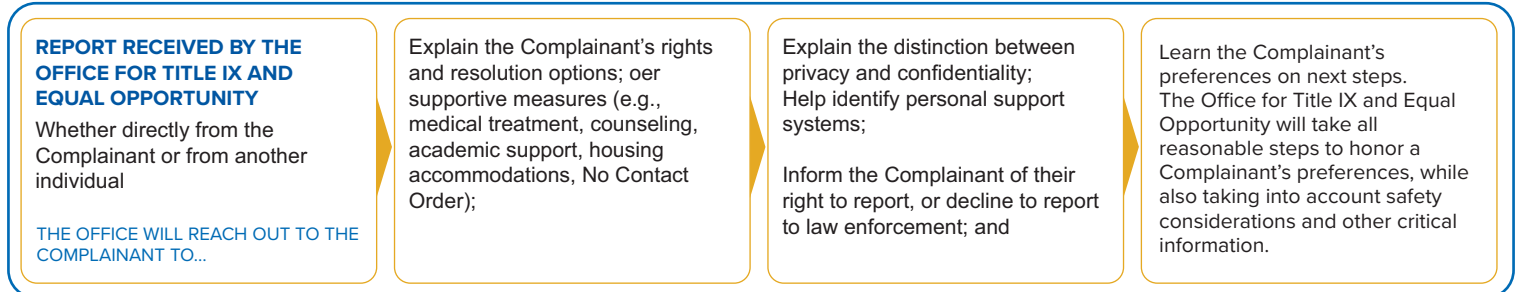 REPORT RECEIVED BY THE
OFFICE FOR TITLE IX AND
EQUAL OPPORTUNITY
Whether directly from the
Complainant or from another
individual
THE OFFICE WILL REACH OUT TO THE
COMPLAINANT TO...
Explain the Complainant's rights
and resolution options; oer
supportive measures (e.g.,
medical treatment, counseling,
academic support, housing
accommodations, No Contact
Order);
Explain the distinction between
privacy and confidentiality;
Help identify personal support
systems;
Inform the Complainant of their
right to report, or decline to report
to law enforcement; and
Learn the Complainant's
preferences on next steps.
The Office for Title IX and Equal
Opportunity will take all
reasonable steps to honor a
Complainant's preferences, while
also taking into account safety
considerations and other critical
information.